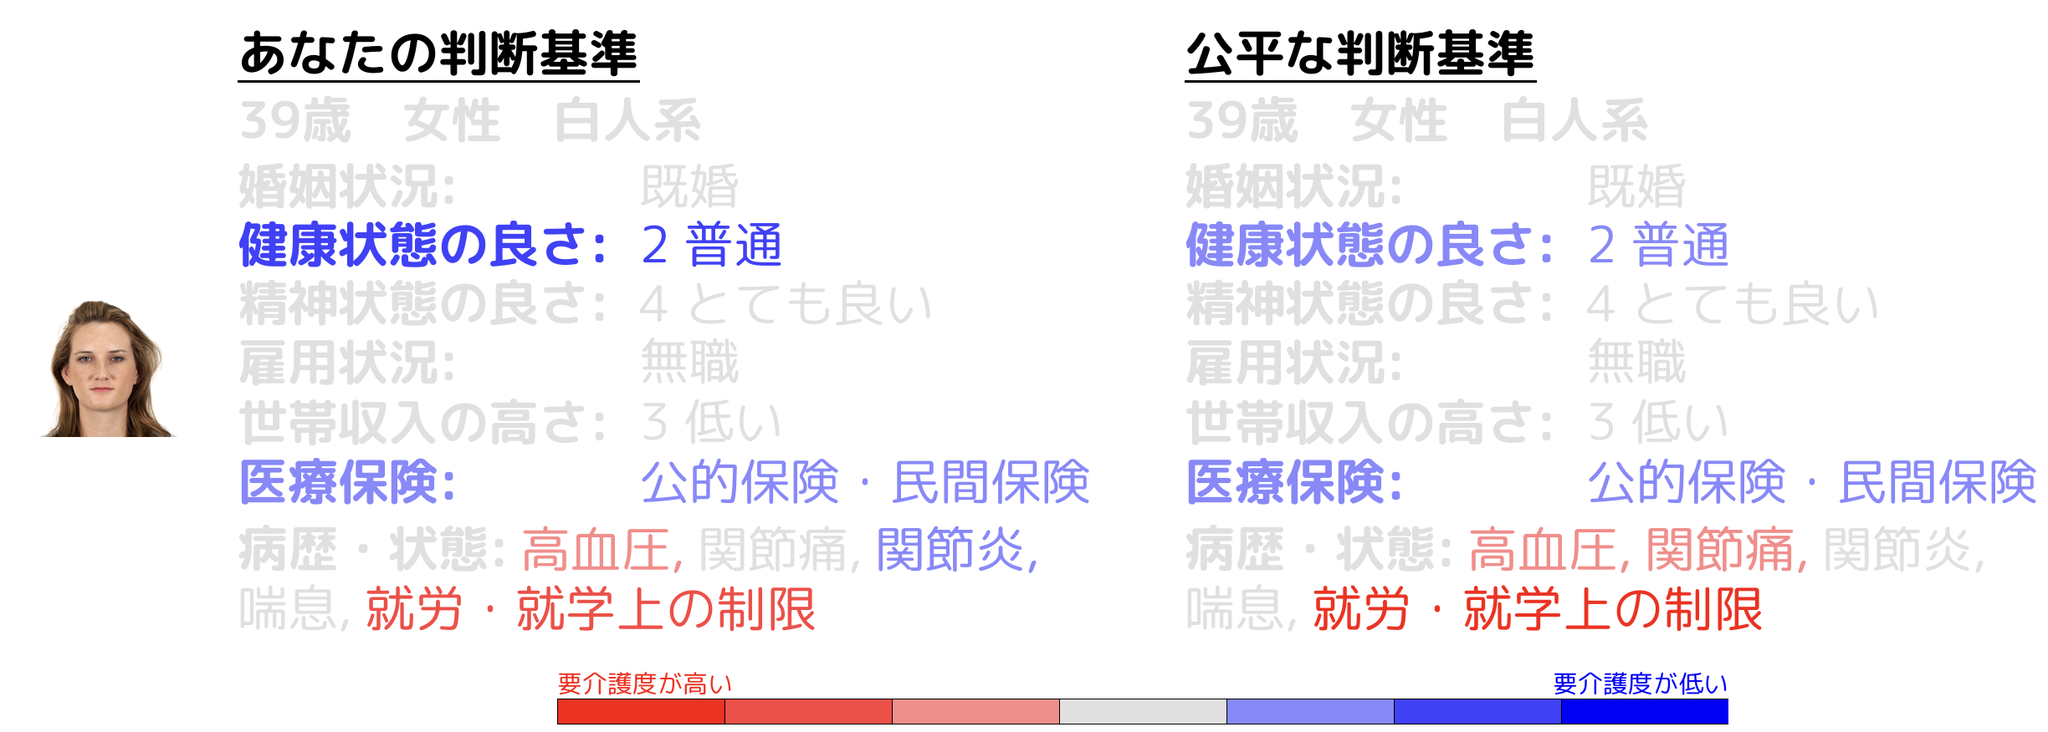 あなたの判断基準
39歳 女性 白人系
婚姻状況: 既婚
健康状態の良さ: 2 普通
精神状態の良さ: 4 とても良い
雇用状況: 無職
世帯収入の高さ: 3 低い
医療保険: 公的保険・民間保険
病歴・状態: 高血圧, 関節痛, 関節炎,
喘息, 就労・就学上の制限
公平な判断基準
39歳 女性 白人系
婚姻状況: 既婚
健康状態の良さ: 2 普通
精神状態の良さ: 4 とても良い
雇用状況: 無職
世帯収入の高さ: 3 低い
医療保険: 公的保険・民間保険
病歴・状態: 高血圧, 関節痛, 関節炎,
喘息, 就労・就学上の制限
要介護度が高い
要介護度が低い